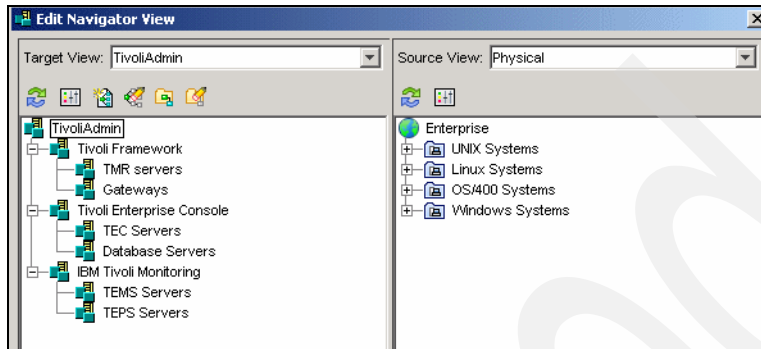 Edit Navigator View
Target View: TivoliAdmin
TivoliAdmin
Tivoli Framework
TMR servers
Gateways
Tivoli Enterprise Console
TEC Servers
Database Servers
IBM Tivoli Monitoring
TEMS Servers
TEPS Servers
Source View: Physical
Enterprise
UNIX Systems
Linux Systems
OS/400 Systems
Windows Systems